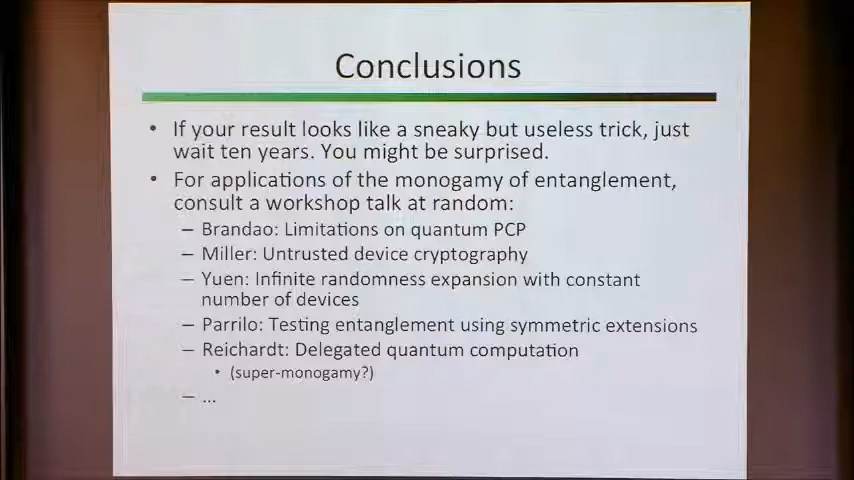 Conclusions
• If your result looks like a sneaky but useless trick, just
wait ten years. You might be surprised.
• For applications of the monogamy of entanglement,
consult a workshop talk at random:
– Brandao: Limitations on quantum PCP
– Miller: Untrusted device cryptography
– Yuen: Infinite randomness expansion with constant
number of devices
– Parrilo: Testing entanglement using symmetric extensions
– Reichardt: Delegated quantum computation
• (super-monogamy?)
– ...